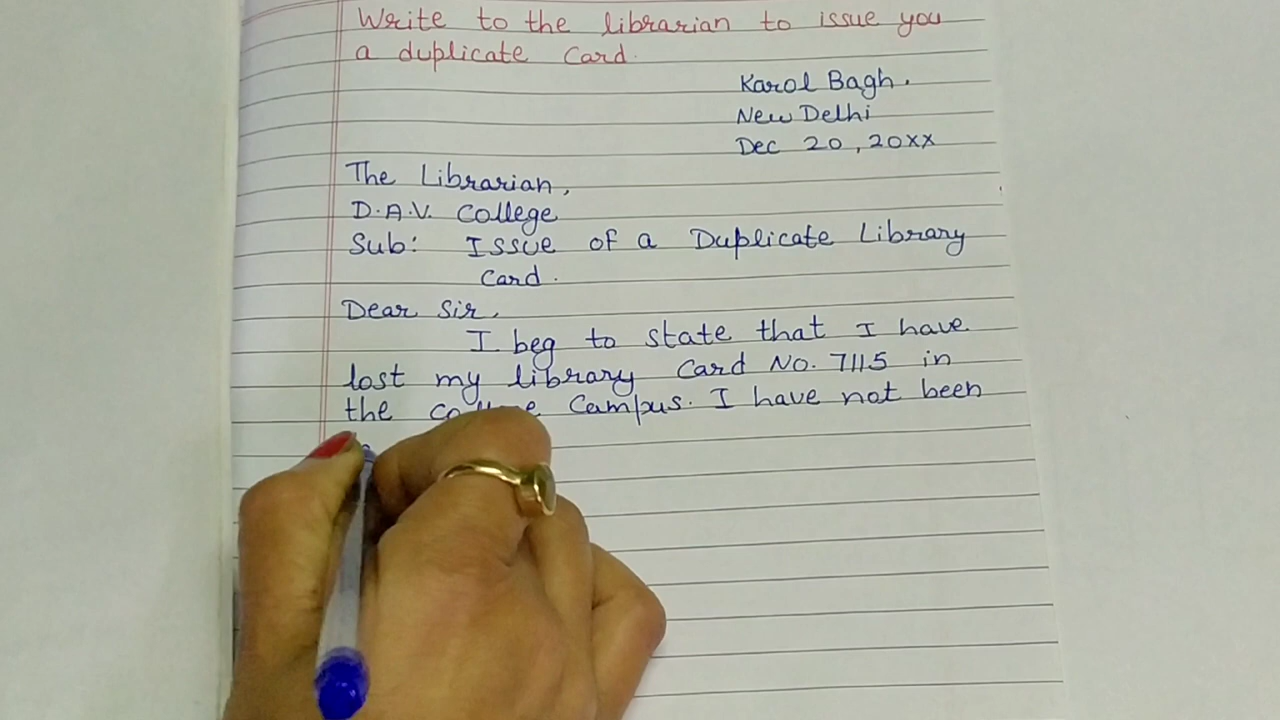 Write to the librarian to issue you
a duplicate card.
Karol Bagh.
New Delhi
Dec 20, 20xx
The Librarian,
D.A.V. College
Sub: Issue of a Duplicate Library
Card.
Dear Sir,
I beg to state that I have
lost my library Card No. 7115 in
the Campus. I have not been